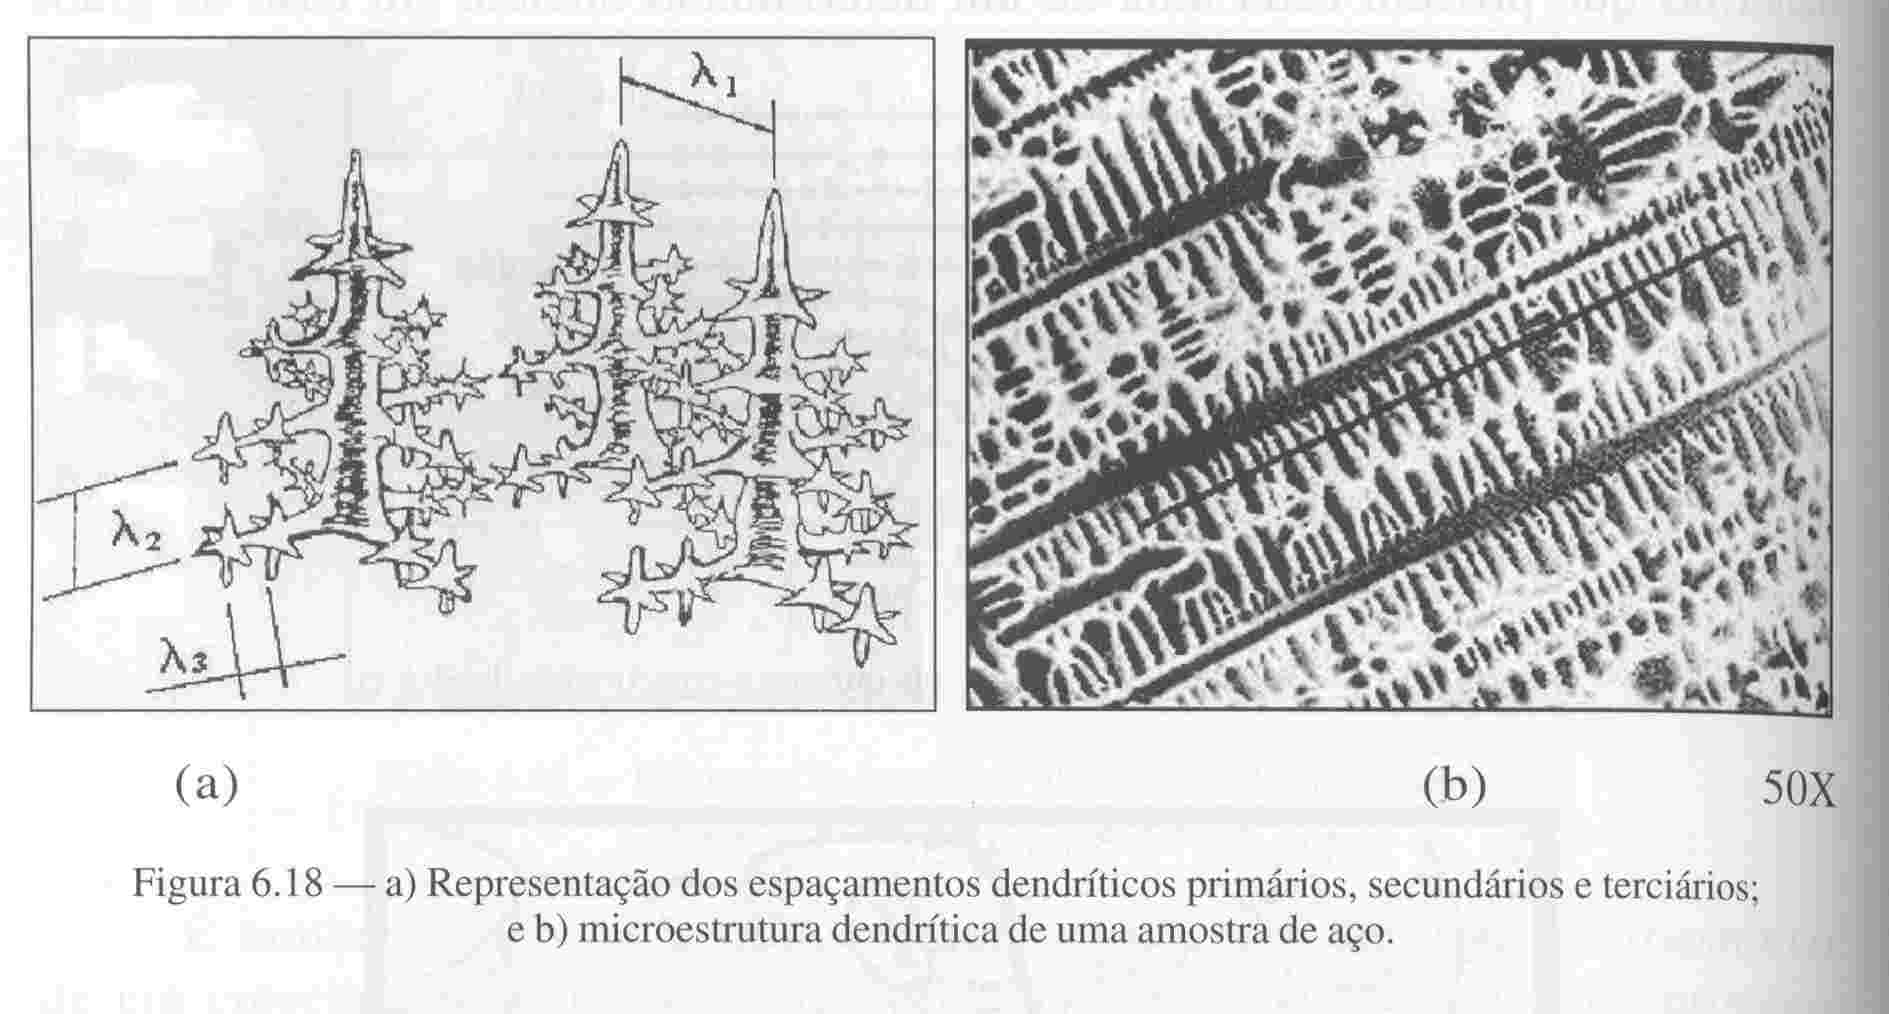 λ1
λ2
λ3
(a)
(b)
50X
Figura 6.18 — a) Representação dos espaçamentos dendríticos primários, secundários e terciários;
e b) microestrutura dendrítica de uma amostra de aço.